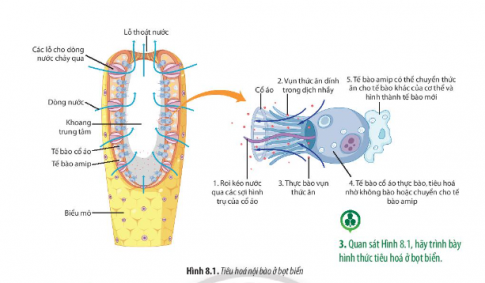 Lỗ thoát nước
Các lỗ cho dòng
nước chảy qua
Dòng nước
Khoang
trung tâm
Tế bào cổ áo
Tế bào amip
Biểu mô
Cổ áo
2. Vụn thức ăn dính
trong dịch nhầy
5. Tế bào amip có thể chuyển thức
ăn cho tế bào khác của cơ thể và
hình thành tế bào mới
1. Roi kéo nước
qua các sợi hình
trụ của cổ áo
3. Thực bào vụn
thức ăn
4. Tế bào cổ áo thực bào, tiêu hoá
nhờ không bào hoặc chuyển cho tế
bào amip
3. Quan sát Hình 8.1, hãy trình bày
hình thức tiêu hoá ở bọt biển.
Hình 8.1. Tiêu hoá nội bào ở bọt biển